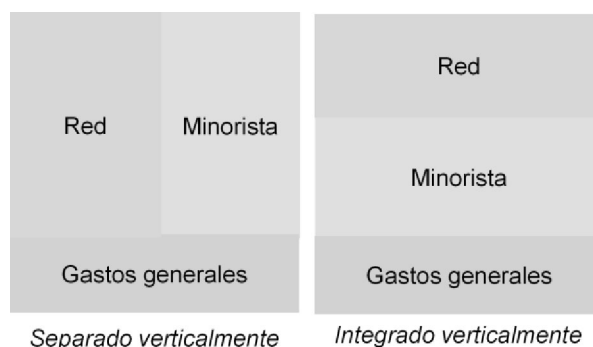 Red
Minorista
Gastos generales
Separado verticalmente
Red
Minorista
Gastos generales
Integrado verticalmente